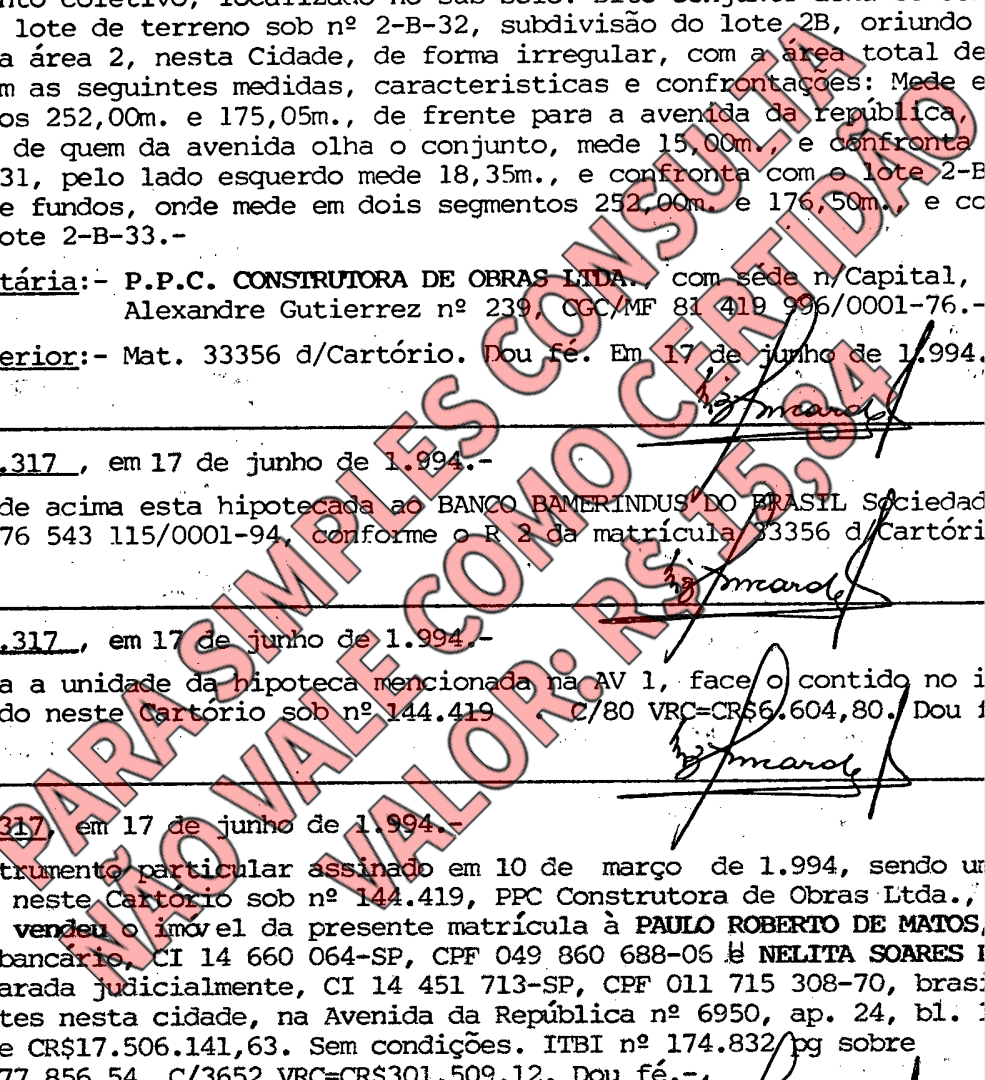 lote de terreno sob nº 2-B-32, subdivisão do lote 2B, oriundo
a área 2, nesta Cidade, de forma irregular, com a área total de
m as seguintes medidas, caracteristicas e confrontações: Mede e
os 252,00m. e 175,05m., de frente para a avenida da república,
de quem da avenida olha o conjunto, mede 15,00m., e confronta
31, pelo lado esquerdo mede 18,35m., e confronta com o lote 2-B
e fundos, onde mede em dois segmentos 252,00m. e 176,50m., e co
ote 2-B-33.-
tária:- P.P.C. CONSTRUTORA DE OBRAS LTDA., com séde n/Capital,
Alexandre Gutierrez nº 239, CGC/MF 81 419 996/0001-76.-
erior:- Mat. 33356 d/Cartório. Dou fé. Em 17 de junho de 1.994.
.317 , em 17 de junho de 1.994.-
de acima esta hipotecada ao BANCO BAMERINDUS DO BRASIL Sociedad
76 543 115/0001-94, conforme o R 2 da matrícula 33356 d/Cartóri
.317 , em 17 de junho de 1.994.-
a a unidade da hipoteca mencionada na AV 1, face o contido no i
do neste Cartório sob nº 144.419 . C/80 VRC=CR$6.604,80. Dou f
317, em 17 de junho de 1.994.-
trumento particular assinado em 10 de março de 1.994, sendo um
neste Cartório sob nº 144.419, PPC Construtora de Obras Ltda.,
vendeu o imovel da presente matrícula à PAULO ROBERTO DE MATOS,
bancário, CI 14 660 064-SP, CPF 049 860 688-06 e NELITA SOARES
arada judicialmente, CI 14 451 713-SP, CPF 011 715 308-70, brasi
tes nesta cidade, na Avenida da República nº 6950, ap. 24, bl. 1
e CR$17.506.141,63. Sem condições. ITBI nº 174.832 pg sobre
77.856,54. C/3652 VRC=CR$301.509,12. Dou fé.-.
PARA SIMPLES CONSULTA
NÃO VALE COMO CERTIDÃO
VALOR: R$ 15,84